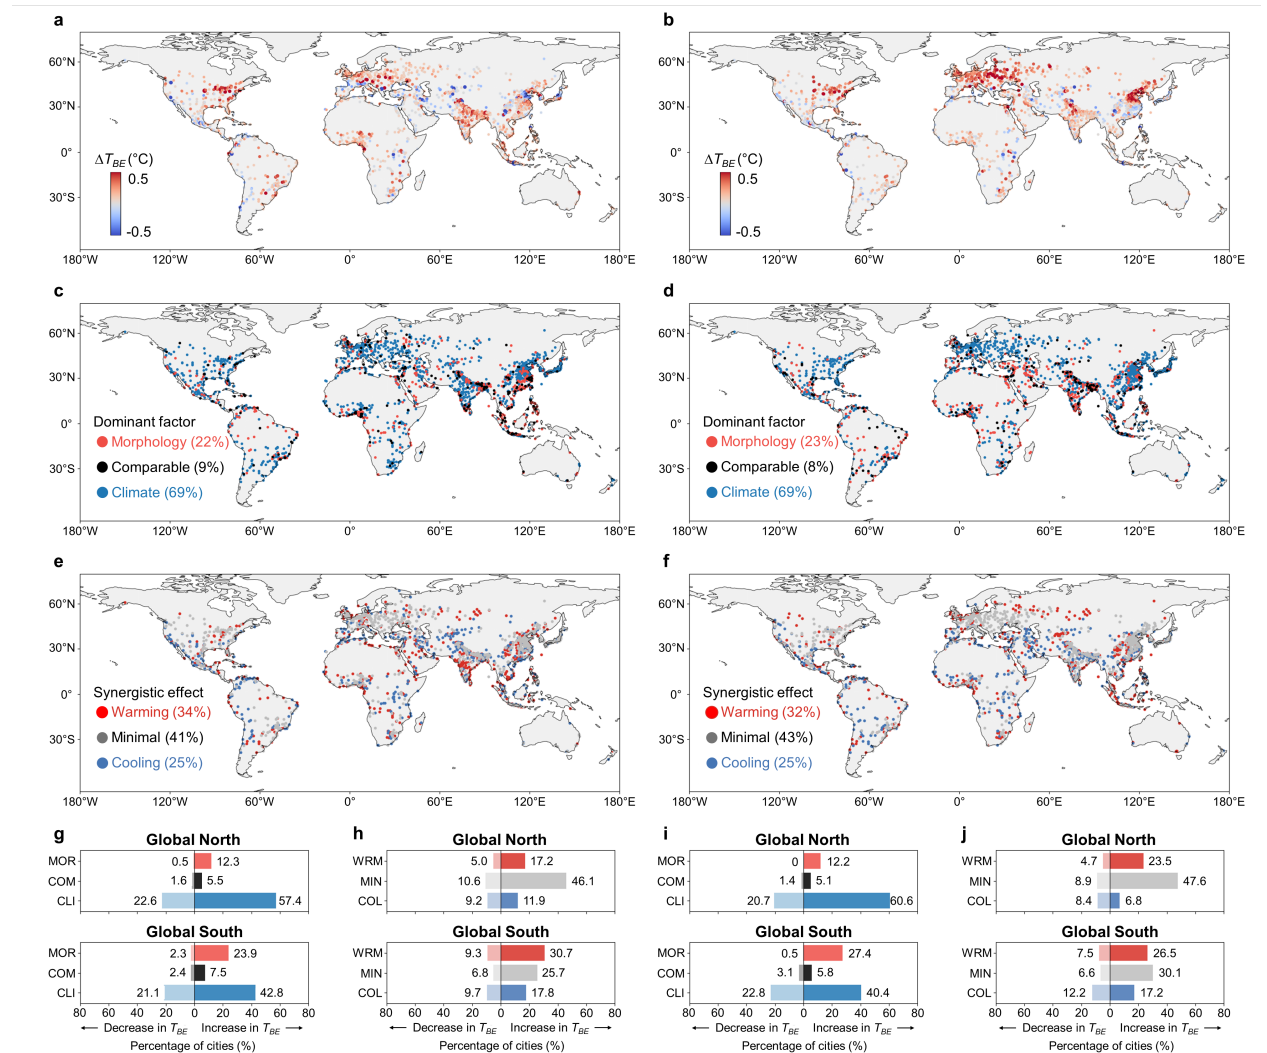 a
b
60°N
30°N
0°
30°S
ΔT_BE (°C)
0.5
-0.5
180°W
120°W
60°W
0°
60°E
120°E
180°E
60°N
30°N
0°
30°S
ΔT_BE (°C)
0.5
-0.5
180°W
120°W
60°W
0°
60°E
120°E
180°E
c
d
60°N
30°N
0°
30°S
Dominant factor
Morphology (22%)
Comparable (9%)
Climate (69%)
180°W
120°W
60°W
0°
60°E
120°E
180°E
60°N
30°N
0°
30°S
Dominant factor
Morphology (23%)
Comparable (8%)
Climate (69%)
180°W
120°W
60°W
0°
60°E
120°E
180°E
e
f
60°N
30°N
0°
30°S
Synergistic effect
Warming (34%)
Minimal (41%)
Cooling (25%)
180°W
120°W
60°W
0°
60°E
120°E
180°E
60°N
30°N
0°
30°S
Synergistic effect
Warming (32%)
Minimal (43%)
Cooling (25%)
180°W
120°W
60°W
0°
60°E
120°E
180°E
g
Global North
MOR 0.5 12.3
COM 1.6 5.5
CLI 22.6 57.4
Global South
MOR 2.3 23.9
COM 2.4 7.5
CLI 21.1 42.8
80 60 40 20 0 20 40 60 80
← Decrease in T_BE Increase in T_BE →
Percentage of cities (%)
h
Global North
WRM 5.0 17.2
MIN 10.6 46.1
COL 9.2 11.9
Global South
WRM 9.3 30.7
MIN 6.8 25.7
COL 9.7 17.8
80 60 40 20 0 20 40 60 80
← Decrease in T_BE Increase in T_BE →
Percentage of cities (%)
i
Global North
MOR 0 12.2
COM 1.4 5.1
CLI 20.7 60.6
Global South
MOR 0.5 27.4
COM 3.1 5.8
CLI 22.8 40.4
80 60 40 20 0 20 40 60 80
← Decrease in T_BE Increase in T_BE →
Percentage of cities (%)
j
Global North
WRM 4.7 23.5
MIN 8.9 47.6
COL 8.4 6.8
Global South
WRM 7.5 26.5
MIN 6.6 30.1
COL 12.2 17.2
80 60 40 20 0 20 40 60 80
← Decrease in T_BE Increase in T_BE →
Percentage of cities (%)